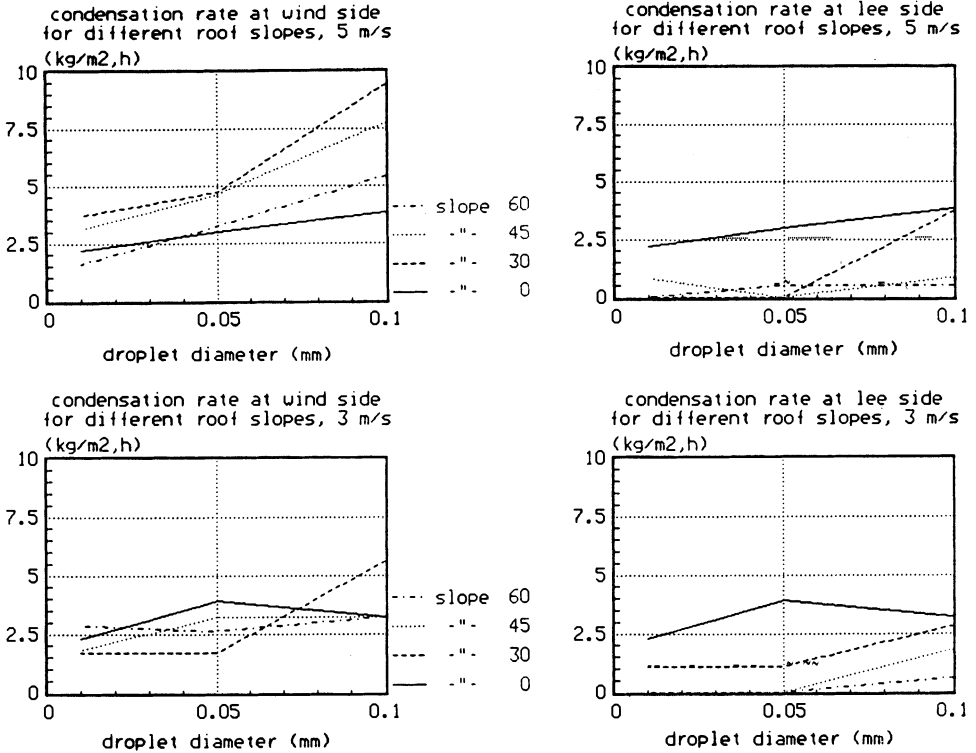 condensation rate at wind side
for different roof slopes, 5 m/s
(kg/m2,h)
10
7.5
5
2.5
0
0
0.05
0.1
droplet diameter (mm)
slope 60
-"- 45
-"- 30
-"- 0
condensation rate at lee side
for different roof slopes, 5 m/s
(kg/m2,h)
10
7.5
5
2.5
0
0
0.05
0.1
droplet diameter (mm)
condensation rate at wind side
for different roof slopes, 3 m/s
(kg/m2,h)
10
7.5
5
2.5
0
0
0.05
0.1
droplet diameter (mm)
slope 60
-"- 45
-"- 30
-"- 0
condensation rate at lee side
for different roof slopes, 3 m/s
(kg/m2,h)
10
7.5
5
2.5
0
0
0.05
0.1
droplet diameter (mm)